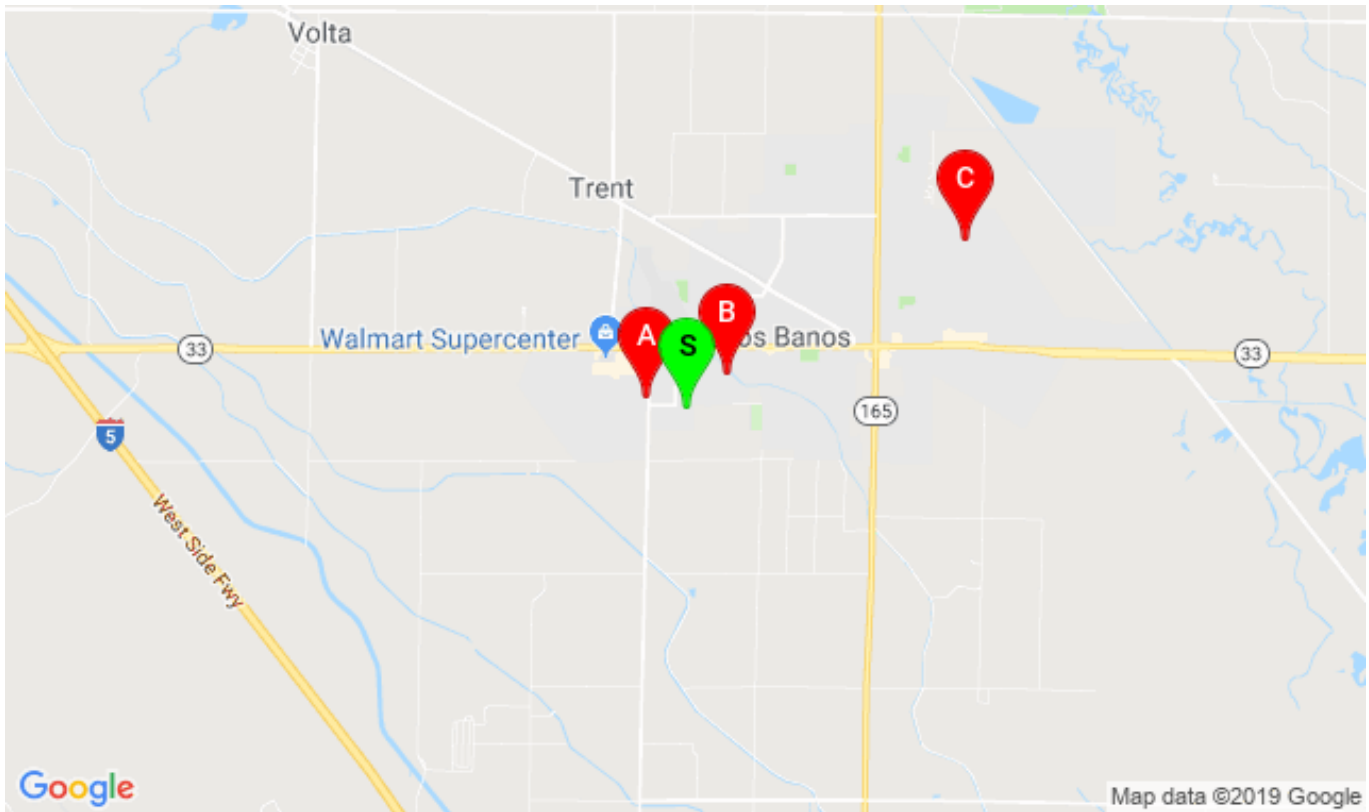 Volta
Trent
C
B
Walmart Supercenter
A
S
os Banos
33
33
165
5
West Side Fwy
Google
Map data ©2019 Google